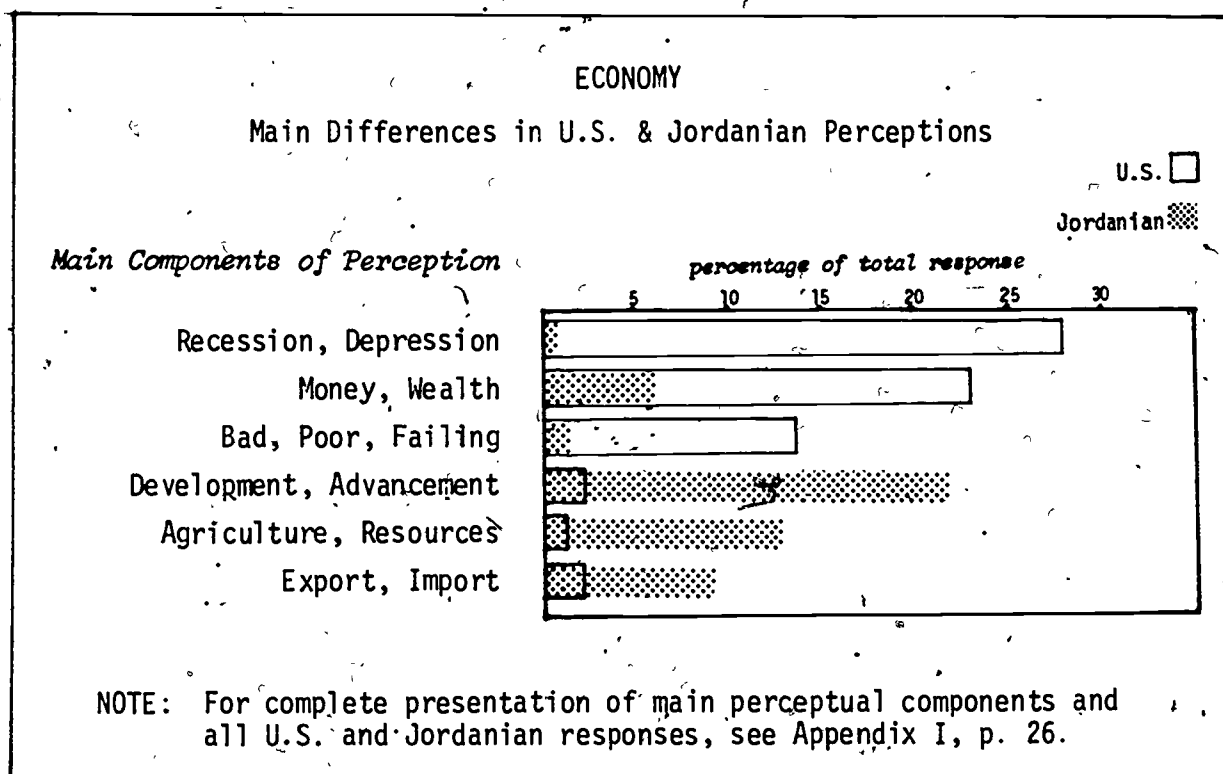 ECONOMY
Main Differences in U.S. & Jordanian Perceptions
U.S.
Jordanian
Main Components of Perception
percentage of total response
5 10 15 20 25 30
Recession, Depression
Money, Wealth
Bad, Poor, Failing
Development, Advancement
Agriculture, Resources
Export, Import
NOTE: For complete presentation of main perceptual components and
all U.S. and Jordanian responses, see Appendix I, p. 26.